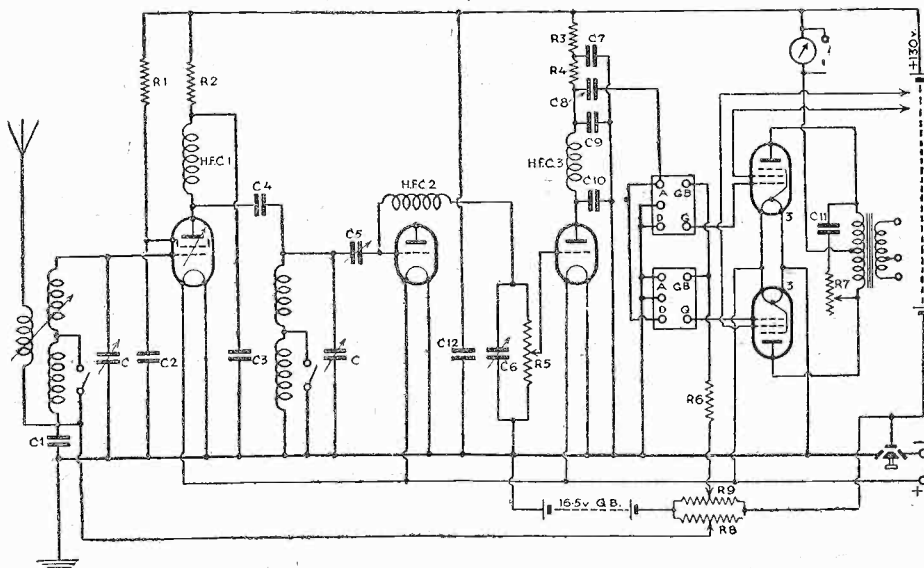 R1
R2
H.F.C.1
C4
C5
H.F.C.2
R3
C7
R4
C8
C9
H.F.C.3
C10
A
GB
D
G
A
GB
D
G
3
3
C11
R7
+130V
C
C2
C3
C
C12
C6
R5
R6
C1
16·5v G.B.
R9
R8
-
+